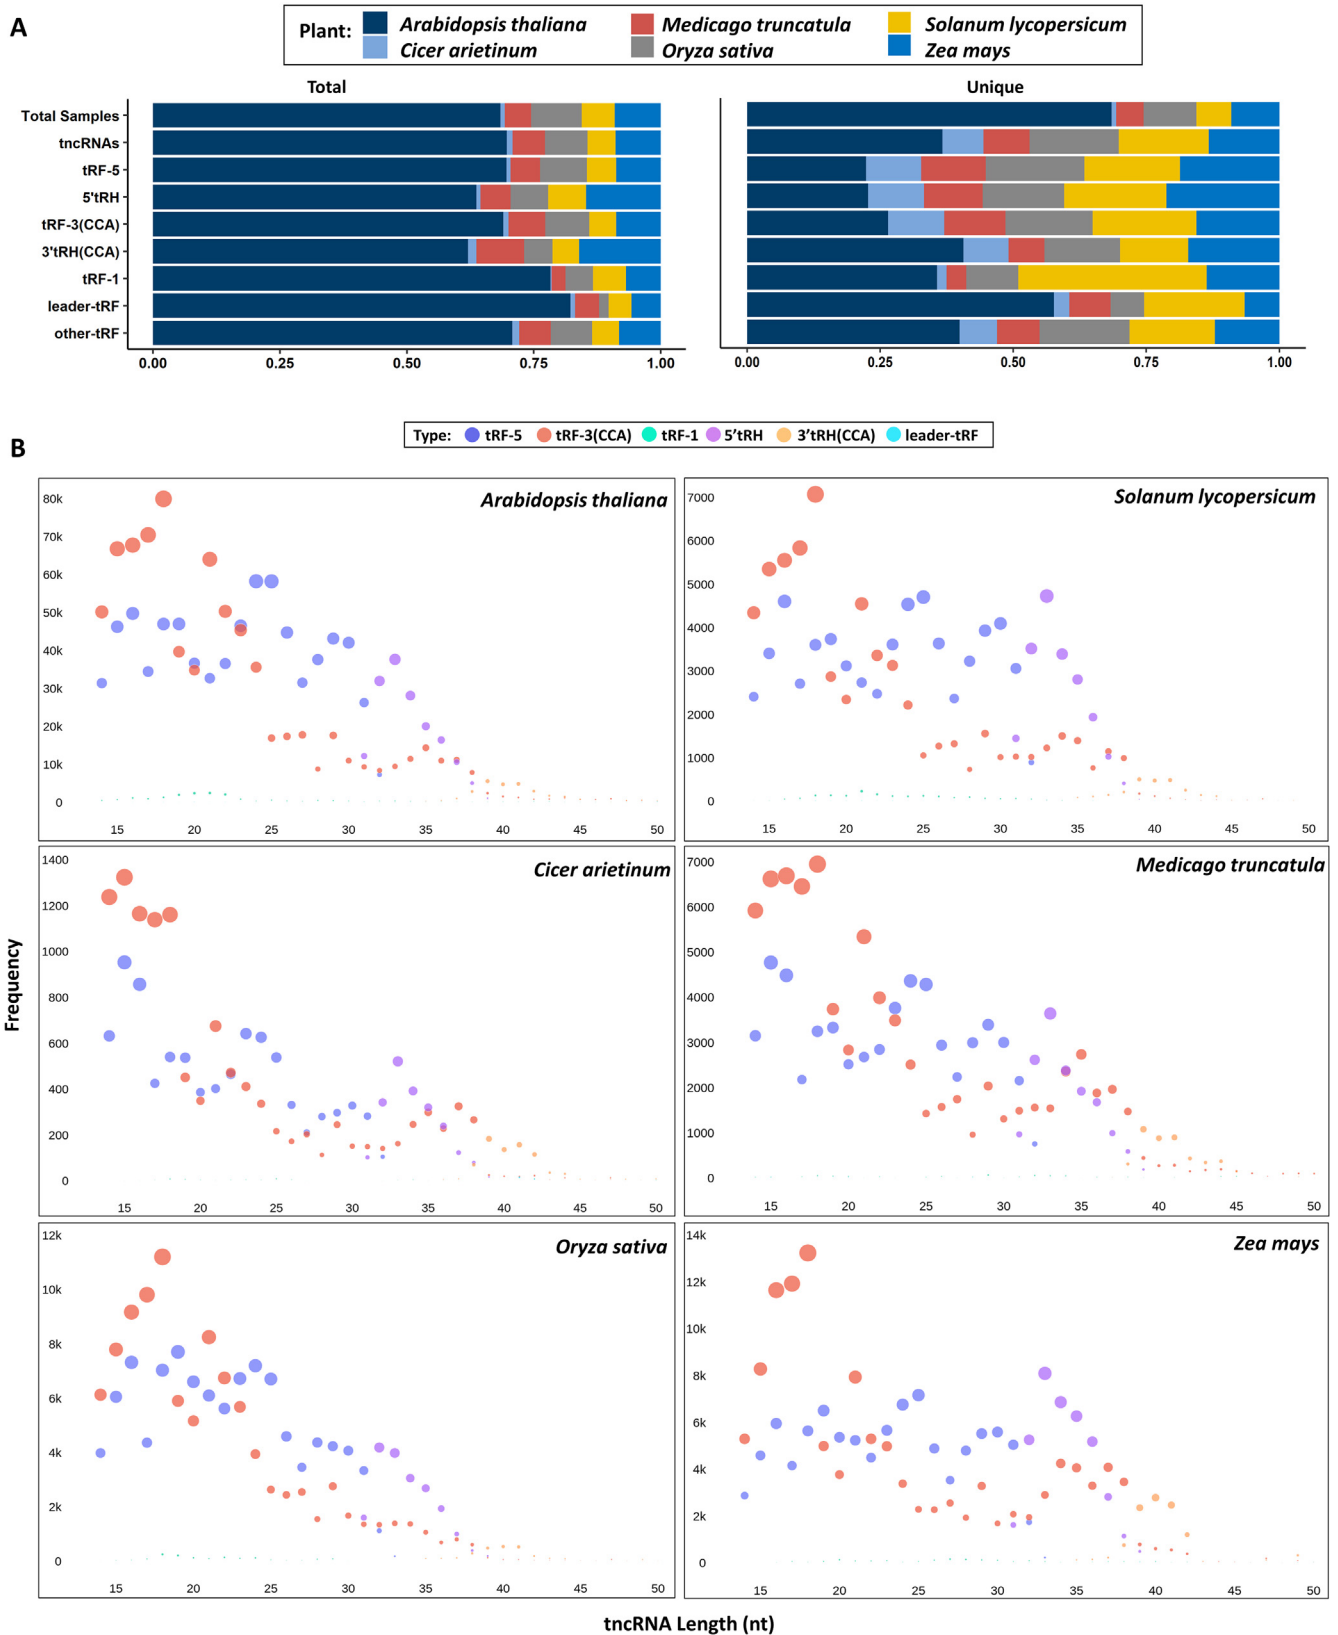 A
Plant: Arabidopsis thaliana Medicago truncatula Solanum lycopersicum
Cicer arietinum Oryza sativa Zea mays
Total Unique
Total Samples
tncRNAs
tRF-5
5'tRH
tRF-3(CCA)
3'tRH(CCA)
tRF-1
leader-tRF
other-tRF
0.00 0.25 0.50 0.75 1.00
0.00 0.25 0.50 0.75 1.00
B
Type: tRF-5 tRF-3(CCA) tRF-1 5'tRH 3'tRH(CCA) leader-tRF
Frequency
Arabidopsis thaliana
80k
70k
60k
50k
40k
30k
20k
10k
0
15 20 25 30 35 40 45 50
Solanum lycopersicum
7000
6000
5000
4000
3000
2000
1000
0
15 20 25 30 35 40 45 50
Cicer arietinum
1400
1200
1000
800
600
400
200
0
15 20 25 30 35 40 45 50
Medicago truncatula
7000
6000
5000
4000
3000
2000
1000
0
15 20 25 30 35 40 45 50
Oryza sativa
12k
10k
8k
6k
4k
2k
0
15 20 25 30 35 40 45 50
Zea mays
14k
12k
10k
8k
6k
4k
2k
0
15 20 25 30 35 40 45 50
tncRNA Length (nt)